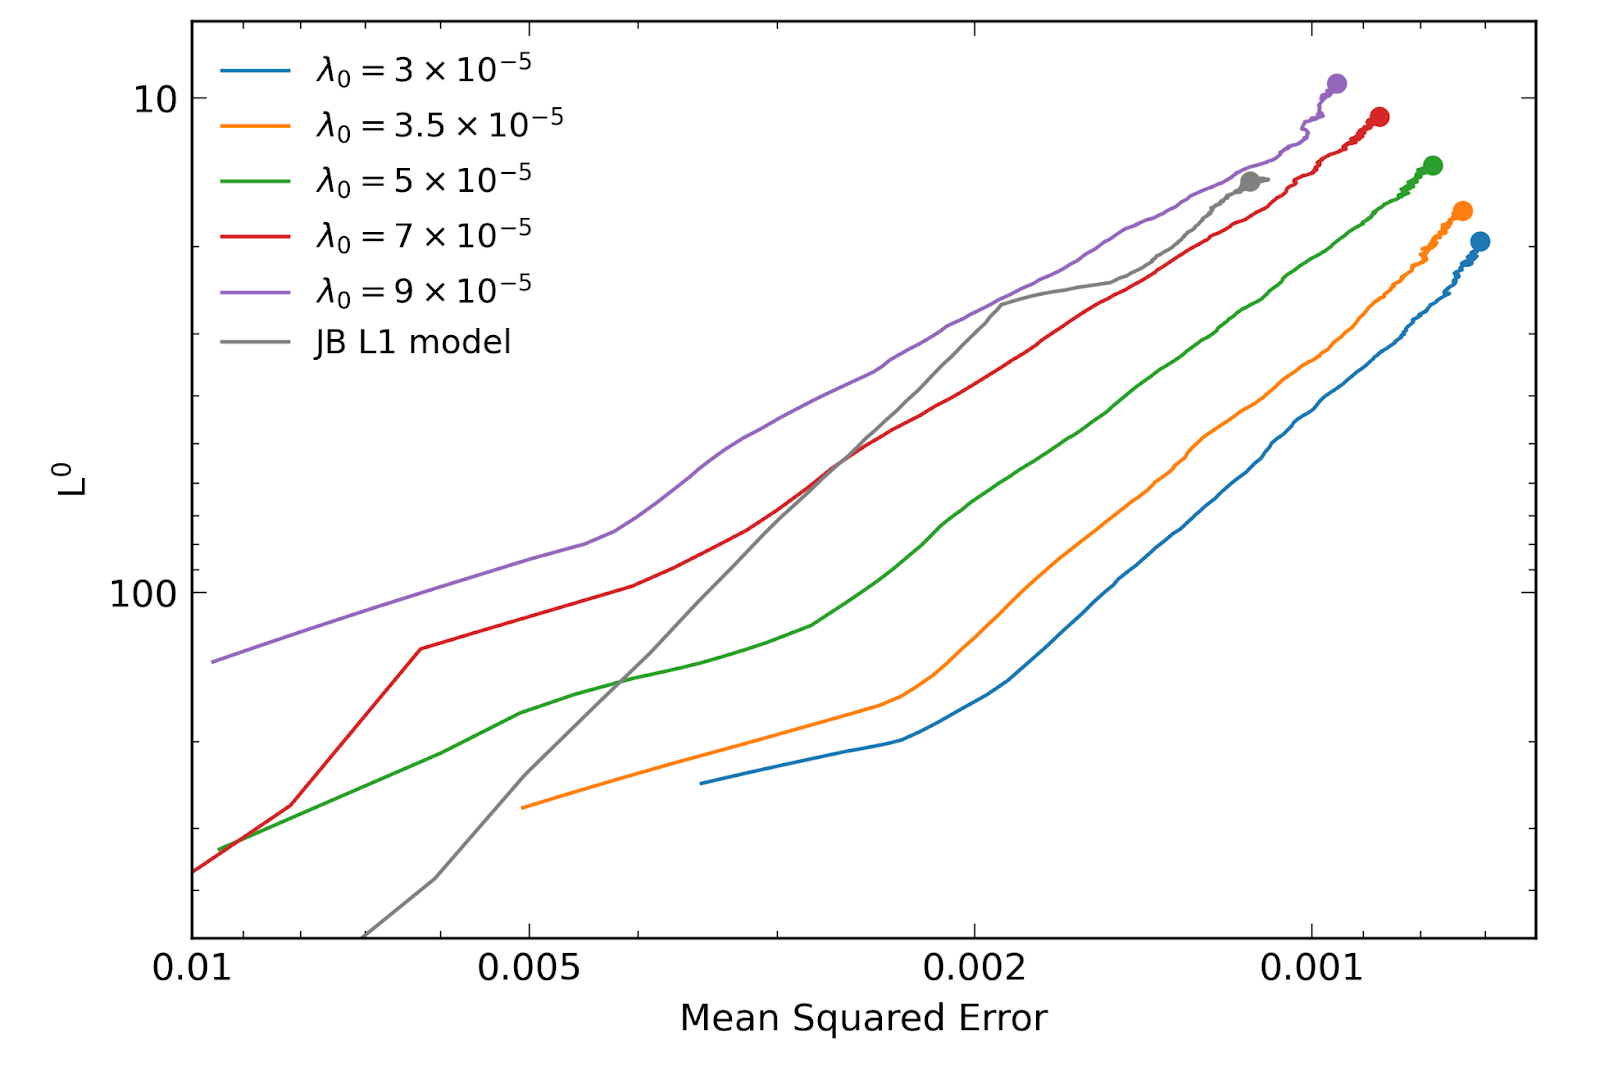 λ₀ = 3 × 10⁻⁵
λ₀ = 3.5 × 10⁻⁵
λ₀ = 5 × 10⁻⁵
λ₀ = 7 × 10⁻⁵
λ₀ = 9 × 10⁻⁵
JB L1 model
10
100
L⁰
0.01 0.005 0.002 0.001
Mean Squared Error